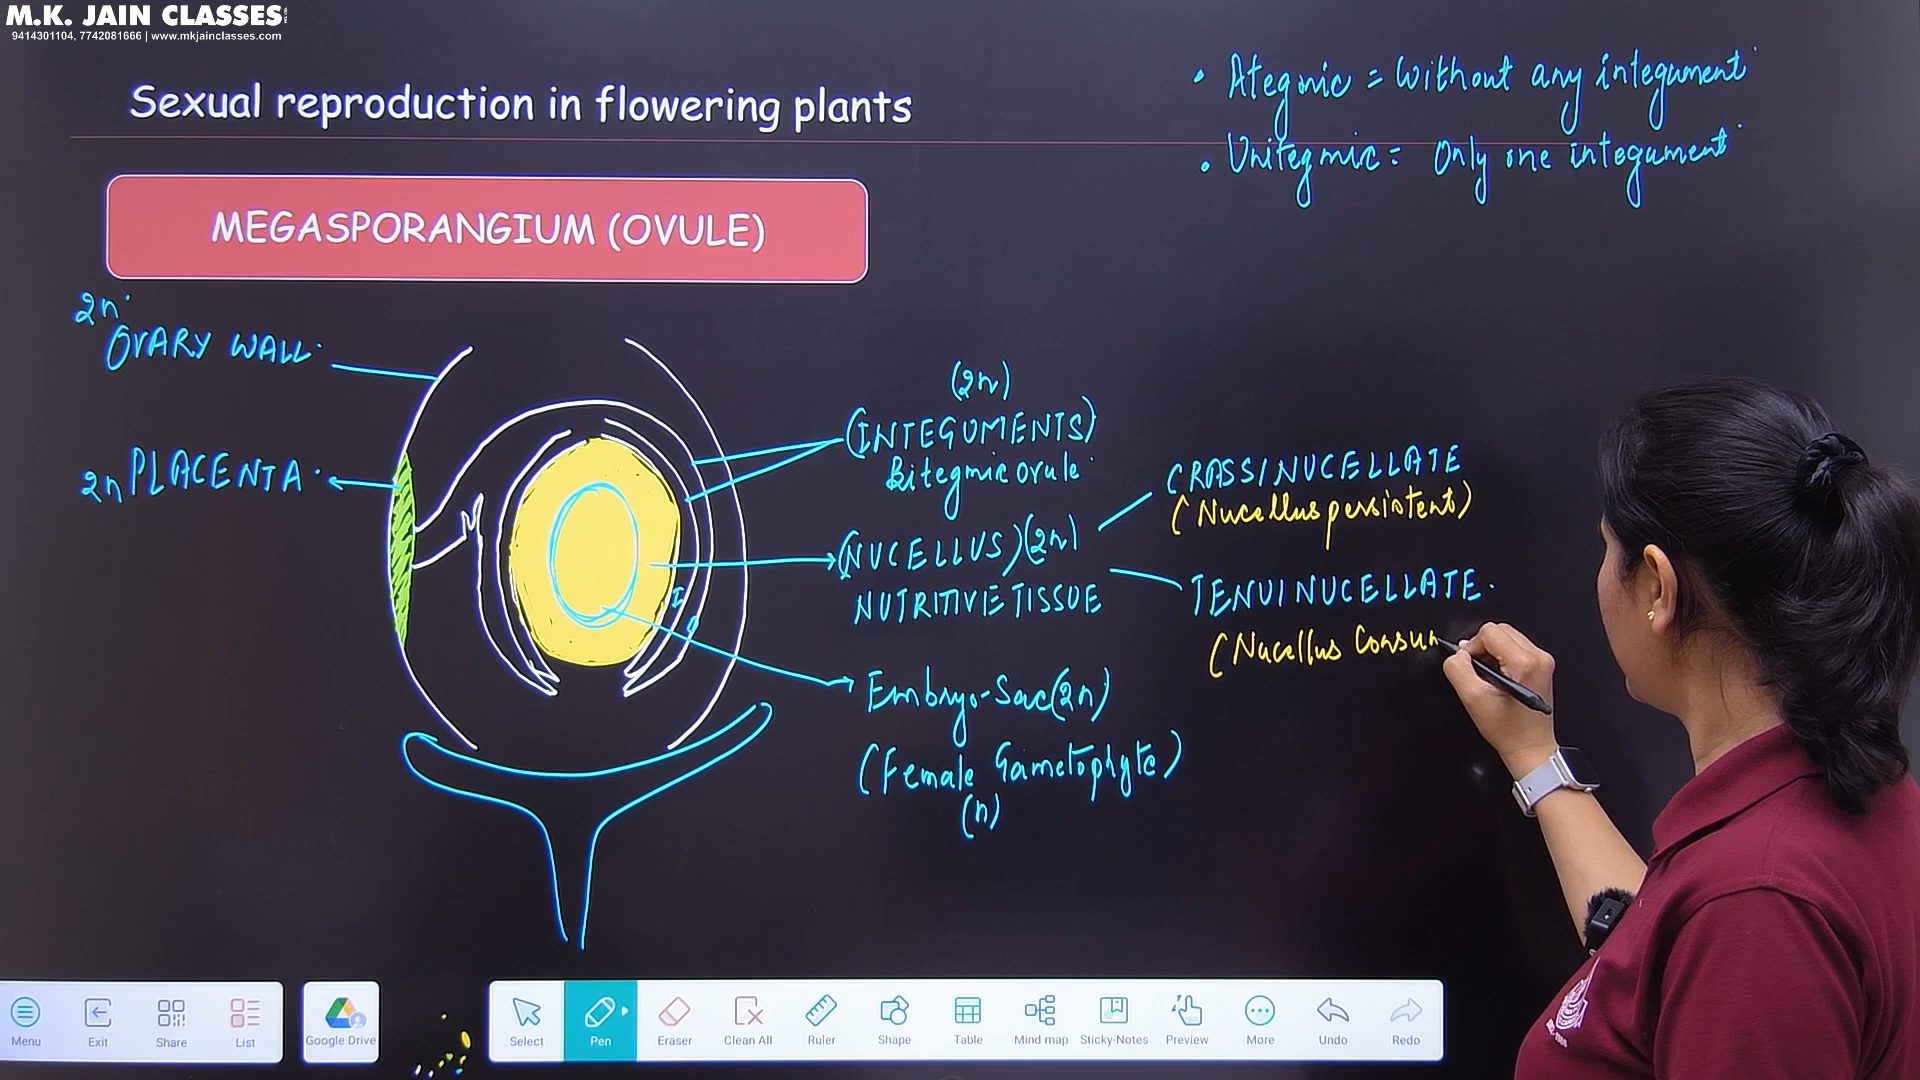 M.K. JAIN CLASSES
9414301104, 7742081666 | www.mkjainclasses.com
Sexual reproduction in flowering plants
MEGASPORANGIUM (OVULE)
• Ategmic = Without any integument
• Unitegmic = Only one integument
2n
OVARY WALL
2n PLACENTA
(2n)
(INTEGUMENTS)
Bitegmic ovule
(NUCELLUS)(2n)
NUTRITIVE TISSUE
CRASSINUCELLATE
(Nucellus persistent)
TENUINUCELLATE
(Nucellus Consum
I
O
Embryo-Sac(2n)
(Female Gametophyte)
(n)
Menu
Exit
Share
List
Google Drive
Select
Pen
Eraser
Clean All
Ruler
Shape
Table
Mind map
Sticky-Notes
Preview
More
Undo
Redo